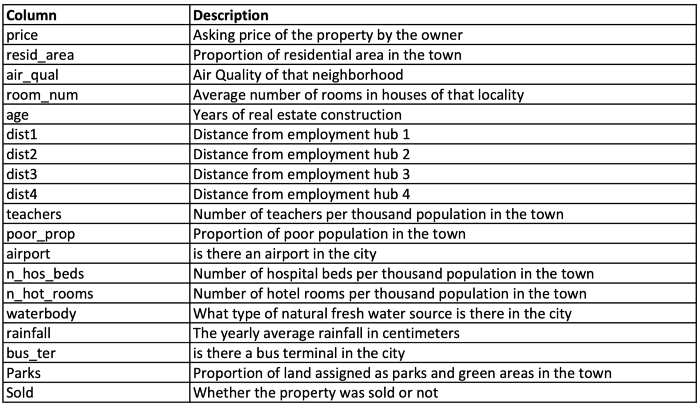 Column Description
price Asking price of the property by the owner
resid_area Proportion of residential area in the town
air_qual Air Quality of that neighborhood
room_num Average number of rooms in houses of that locality
age Years of real estate construction
dist1 Distance from employment hub 1
dist2 Distance from employment hub 2
dist3 Distance from employment hub 3
dist4 Distance from employment hub 4
teachers Number of teachers per thousand population in the town
poor_prop Proportion of poor population in the town
airport is there an airport in the city
n_hos_beds Number of hospital beds per thousand population in the town
n_hot_rooms Number of hotel rooms per thousand population in the town
waterbody What type of natural fresh water source is there in the city
rainfall The yearly average rainfall in centimeters
bus_ter is there a bus terminal in the city
Parks Proportion of land assigned as parks and green areas in the town
Sold Whether the property was sold or not